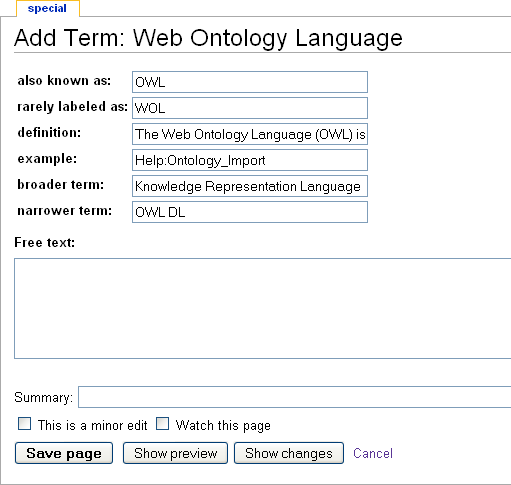 special
Add Term: Web Ontology Language
also known as: OWL
rarely labeled as: WOL
definition: The Web Ontology Language (OWL) is
example: Help:Ontology_Import
broader term: Knowledge Representation Language
narrower term: OWL DL
Free text:
Summary:
This is a minor edit Watch this page
Save page Show preview Show changes Cancel